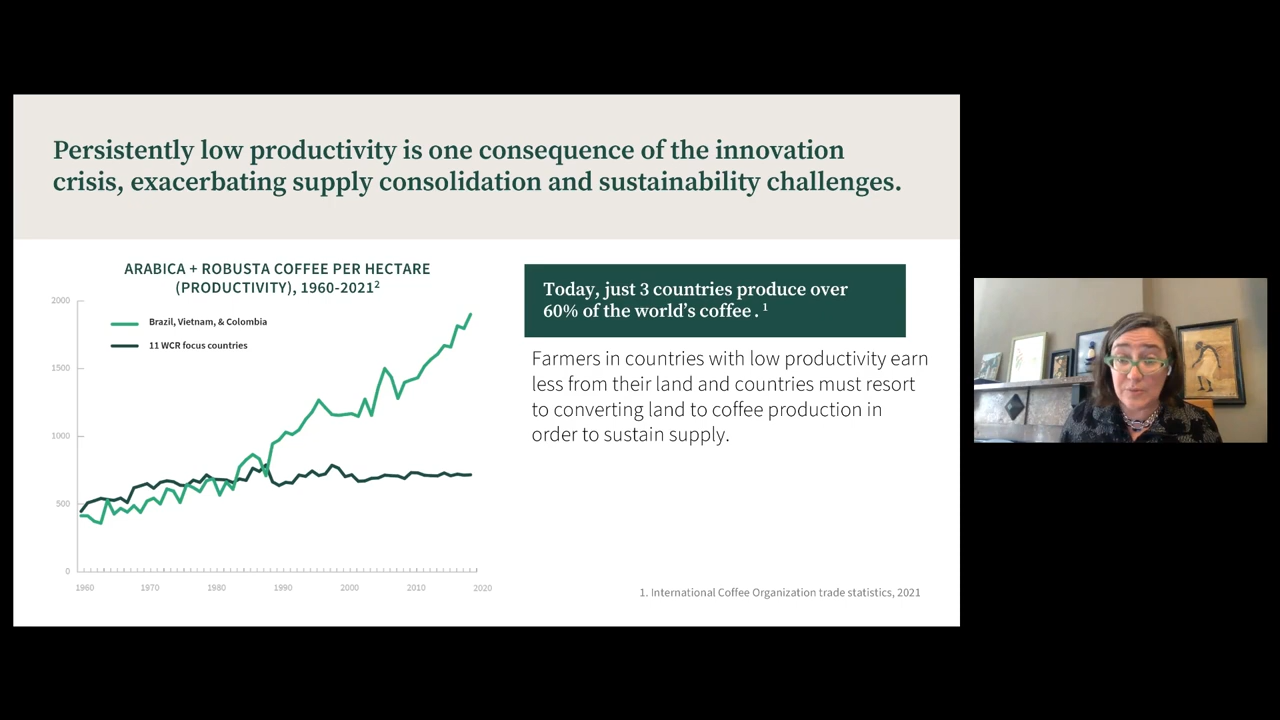 Persistently low productivity is one consequence of the innovation
crisis, exacerbating supply consolidation and sustainability challenges.
ARABICA + ROBUSTA COFFEE PER HECTARE
(PRODUCTIVITY), 1960-2021²
2000
1500
1000
500
0
Brazil, Vietnam, & Colombia
11 WCR focus countries
1960 1970 1980 1990 2000 2010 2020
Today, just 3 countries produce over
60% of the world’s coffee . ¹
Farmers in countries with low productivity earn
less from their land and countries must resort
to converting land to coffee production in
order to sustain supply.
1. International Coffee Organization trade statistics, 2021